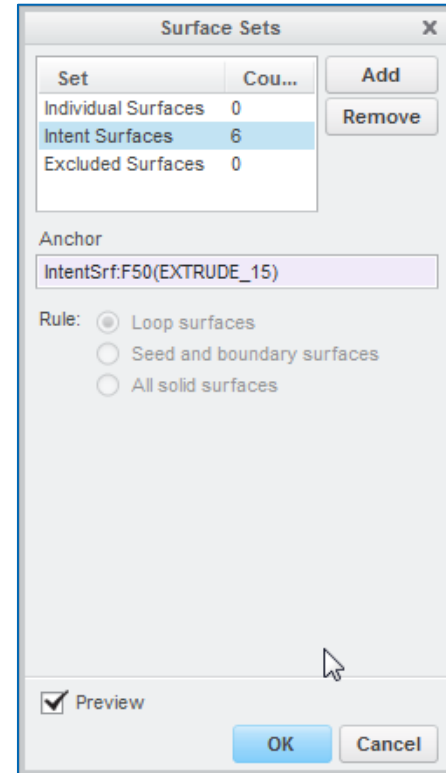 Surface Sets x
Set Cou... Add
Individual Surfaces 0 Remove
Intent Surfaces 6
Excluded Surfaces 0
Anchor
IntentSrf:F50(EXTRUDE_15)
Rule: Loop surfaces
Seed and boundary surfaces
All solid surfaces
Preview
OK Cancel